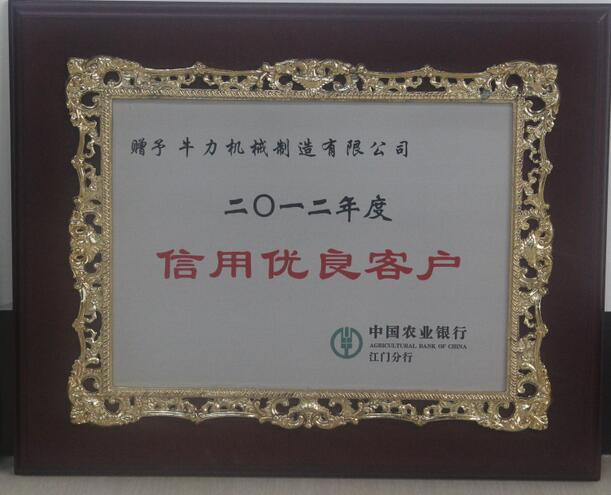 赠予 牛力机械制造有限公司
二〇一二年度
信用优良客户
中国农业银行
AGRICULTURAL BANK OF CHINA
江门分行